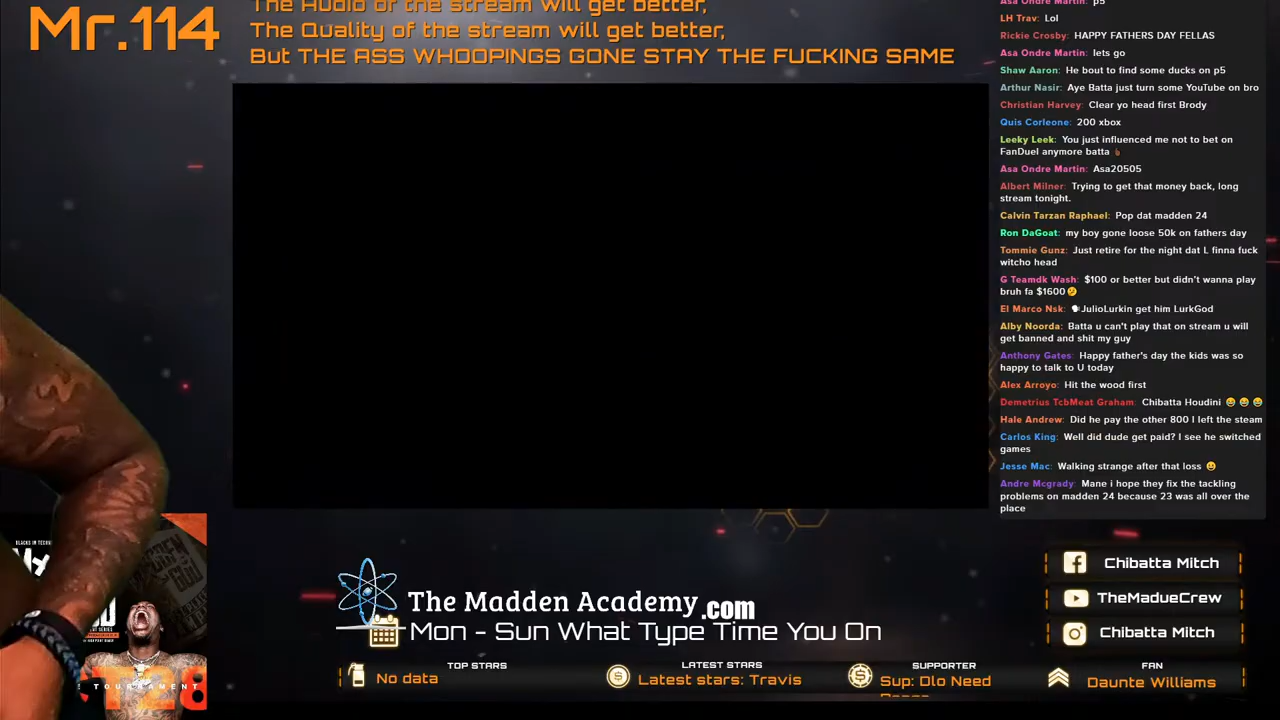 Mr.114
The Audio of the stream will get better,
The Quality of the stream will get better,
But THE ASS WHOOPINGS GONE STAY THE FUCKING SAME
Asa Ondre Martin: p5
LH Trav: Lol
Rickie Crosby: HAPPY FATHERS DAY FELLAS
Asa Ondre Martin: lets go
Shaw Aaron: He bout to find some ducks on p5
Arthur Nasir: Aye Batta just turn some YouTube on bro
Christian Harvey: Clear yo head first Brody
Quis Corleone: 200 xbox
Leeky Leek: You just influenced me not to bet on
FanDuel anymore batta
Asa Ondre Martin: Asa20505
Albert Milner: Trying to get that money back, long
stream tonight.
Calvin Tarzan Raphael: Pop dat madden 24
Ron DaGoat: my boy gone loose 50k on fathers day
Tommie Gunz: Just retire for the night dat L finna fuck
witcho head
G Teamdk Wash: $100 or better but didn't wanna play
bruh fa $1600🤔
El Marco Nsk: 🗣JulioLurkin get him LurkGod
Alby Noorda: Batta u can't play that on stream u will
get banned and shit my guy
Anthony Gates: Happy father's day the kids was so
happy to talk to U today
Alex Arroyo: Hit the wood first
Demetrius TcbMeat Graham: Chibatta Houdini 😂 😂 😂
Hale Andrew: Did he pay the other 800 I left the steam
Carlos King: Well did dude get paid? I see he switched
games
Jesse Mac: Walking strange after that loss 😀
Andre Mcgrady: Mane i hope they fix the tackling
problems on madden 24 because 23 was all over the
place
TOURNAMENT
The Madden Academy.com
Mon - Sun What Type Time You On
Chibatta Mitch
TheMadueCrew
Chibatta Mitch
TOP STARS
No data
LATEST STARS
Latest stars: Travis
SUPPORTER
Sup: Olo Need
FAN
Daunte Williams